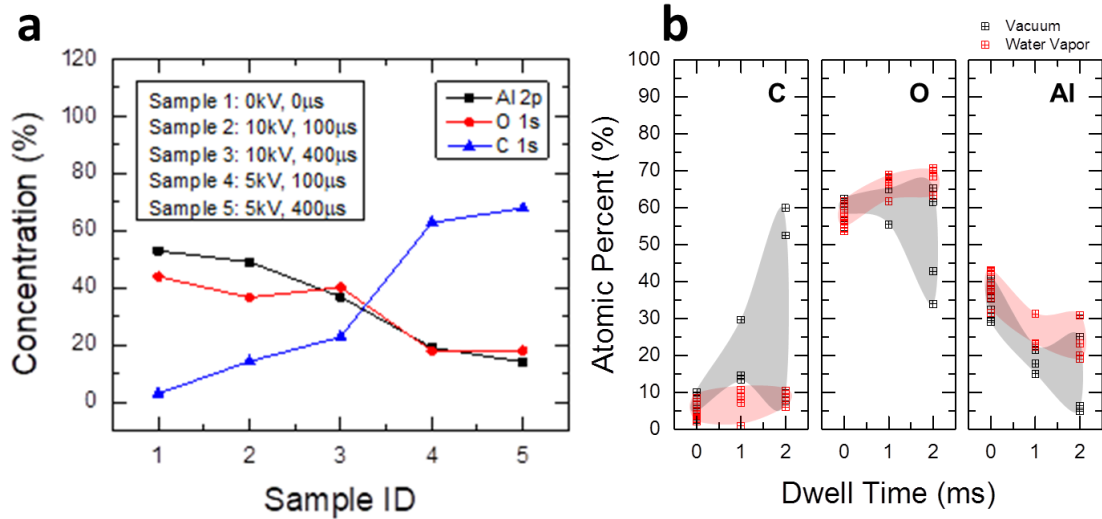 a
120
100
80
60
40
20
0
Concentration (%)
Sample 1: 0kV, 0μs
Sample 2: 10kV, 100μs
Sample 3: 10kV, 400μs
Sample 4: 5kV, 100μs
Sample 5: 5kV, 400μs
Al 2p
O 1s
C 1s
1 2 3 4 5
Sample ID
b
Vacuum
Water Vapor
C O Al
100
90
80
70
60
50
40
30
20
10
0
Atomic Percent (%)
0 1 2 0 1 2 0 1 2
Dwell Time (ms)